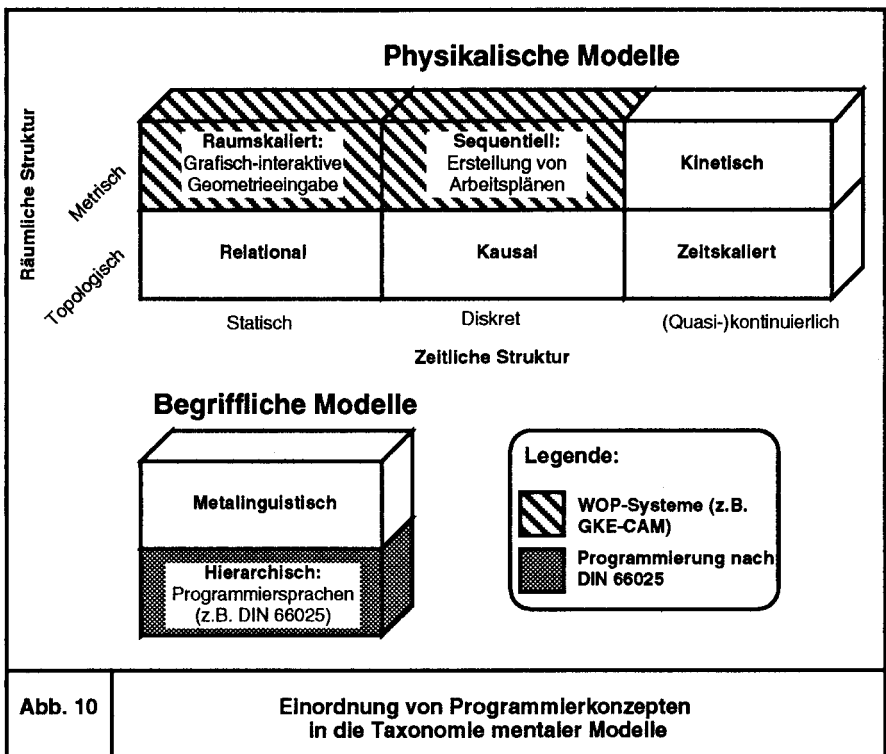 Physikalische Modelle
Räumliche Struktur
Metrisch
Topologisch
Raumskaliert:
Grafisch-interaktive
Geometrieeingabe
Sequentiell:
Erstellung von
Arbeitsplänen
Kinetisch
Relational
Kausal
Zeitskaliert
Statisch
Diskret
(Quasi-)kontinuierlich
Zeitliche Struktur
Begriffliche Modelle
Metalinguistisch
Hierarchisch:
Programmiersprachen
(z.B. DIN 66025)
Legende:
WOP-Systeme (z.B.
GKE-CAM)
Programmierung nach
DIN 66025
Abb. 10
Einordnung von Programmierkonzepten
in die Taxonomie mentaler Modelle